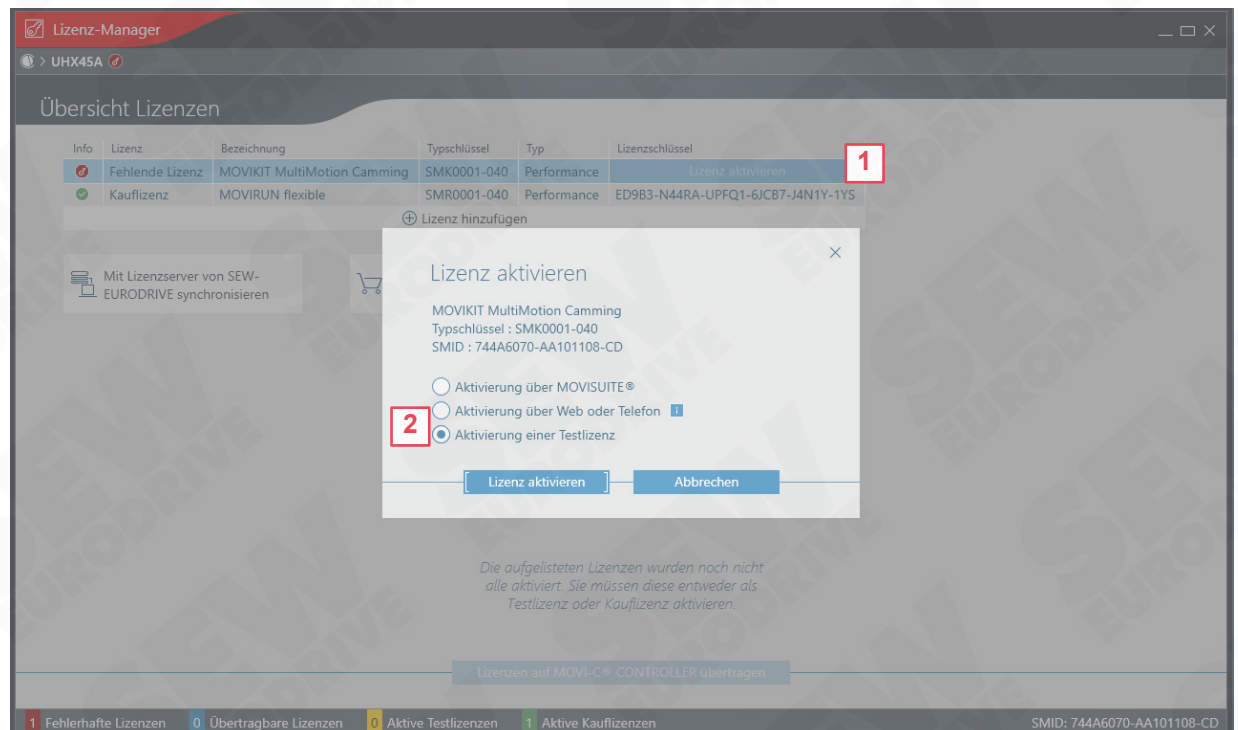 Lizenz-Manager
> UHX45A
Übersicht Lizenzen
Info Lizenz Bezeichnung Typschlüssel Typ Lizenzschlüssel
Fehlende Lizenz MOVIKIT MultiMotion Camming SMK0001-040 Performance Lizenz aktivieren 1
Kauflizenz MOVIRUN flexible SMR0001-040 Performance ED9B3-N44RA-UPFQ1-6JCB7-J4N1Y-1YS
Lizenz hinzufügen
Mit Lizenzserver von SEW-
EURODRIVE synchronisieren
Lizenz aktivieren
MOVIKIT MultiMotion Camming
Typschlüssel : SMK0001-040
SMID : 744A6070-AA101108-CD
Aktivierung über MOVISUITE®
Aktivierung über Web oder Telefon i
2 Aktivierung einer Testlizenz
Lizenz aktivieren Abbrechen
Die aufgelisteten Lizenzen wurden noch nicht
alle aktiviert. Sie müssen diese entweder als
Testlizenz oder Kauflizenz aktivieren.
Lizenzen auf MOVI-C® CONTROLLER übertragen
1 Fehlerhafte Lizenzen 0 Übertragbare Lizenzen 0 Aktive Testlizenzen 1 Aktive Kauflizenzen SMID: 744A6070-AA101108-CD
SEW
EURODRIVE